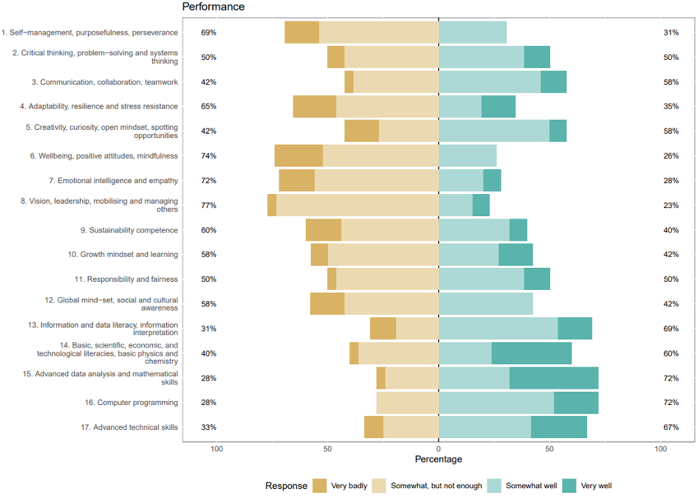 Performance
1. Self−management, purposefulness, perseverance 69% 31%
2. Critical thinking, problem−solving and systems
thinking 50% 50%
3. Communication, collaboration, teamwork 42% 58%
4. Adaptability, resilience and stress resistance 65% 35%
5. Creativity, curiosity, open mindset, spotting
opportunities 42% 58%
6. Wellbeing, positive attitudes, mindfulness 74% 26%
7. Emotional intelligence and empathy 72% 28%
8. Vision, leadership, mobilising and managing
others 77% 23%
9. Sustainability competence 60% 40%
10. Growth mindset and learning 58% 42%
11. Responsibility and fairness 50% 50%
12. Global mind−set, social and cultural
awareness 58% 42%
13. Information and data literacy, information
interpretation 31% 69%
14. Basic, scientific, economic, and
technological literacies, basic physics and
chemistry 40% 60%
15. Advanced data analysis and mathematical
skills 28% 72%
16. Computer programming 28% 72%
17. Advanced technical skills 33% 67%
100 50 0 50 100
Percentage
Response Very badly Somewhat, but not enough Somewhat well Very well